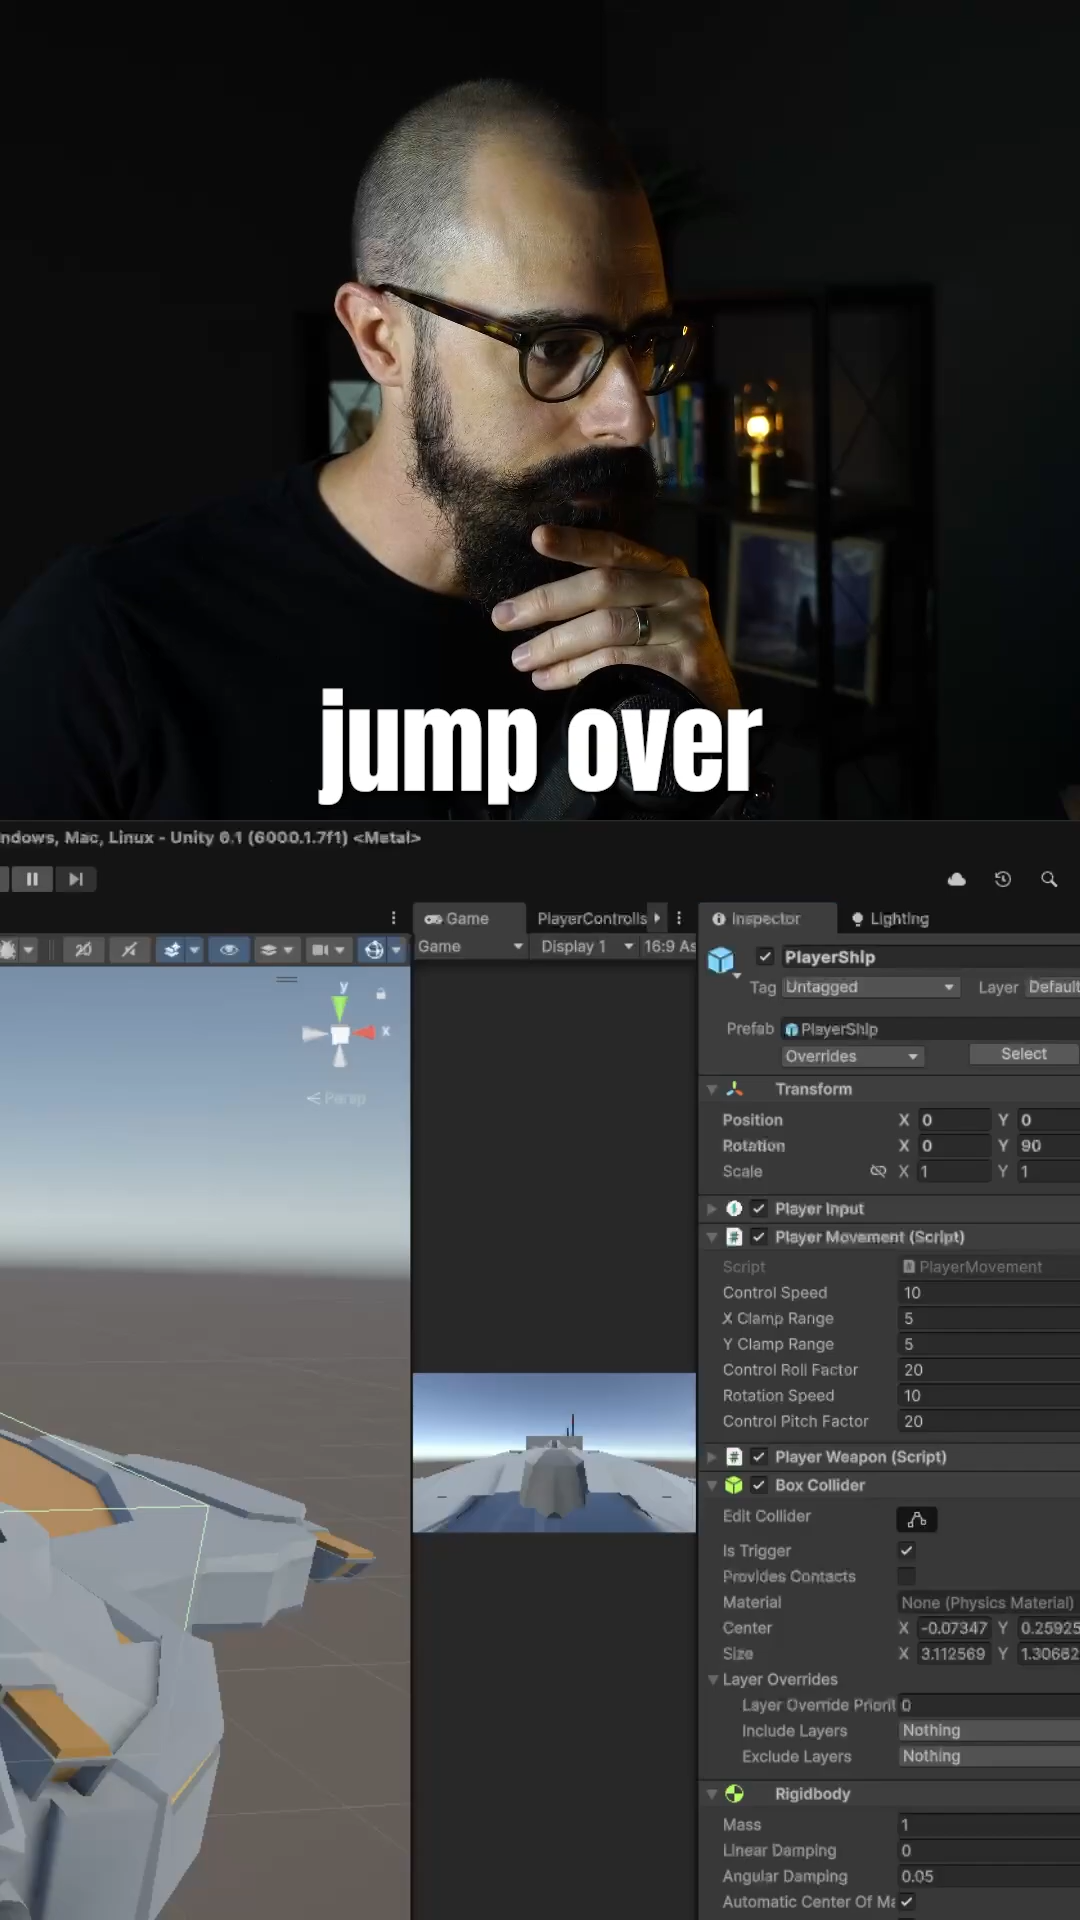 jump over
ndows, Mac, Linux - Unity 6.1 (6000.1.7f1) <Metal>
Game
PlayerControls
Inspector
Lighting
Game
Display 1
16:9 As
PlayerShip
Tag
Untagged
Layer
Default
Prefab
PlayerShip
Overrides
Select
y
x
Persp
Transform
Position X 0 Y 0
Rotation X 0 Y 90
Scale X 1 Y 1
Player Input
Player Movement (Script)
Script PlayerMovement
Control Speed 10
X Clamp Range 5
Y Clamp Range 5
Control Roll Factor 20
Rotation Speed 10
Control Pitch Factor 20
Player Weapon (Script)
Box Collider
Edit Collider
Is Trigger
Provides Contacts
Material None (Physics Material)
Center X -0.07347 Y 0.25925
Size X 3.112569 Y 1.30662
Layer Overrides
Layer Override Priorit 0
Include Layers Nothing
Exclude Layers Nothing
Rigidbody
Mass 1
Linear Damping 0
Angular Damping 0.05
Automatic Center Of Ma